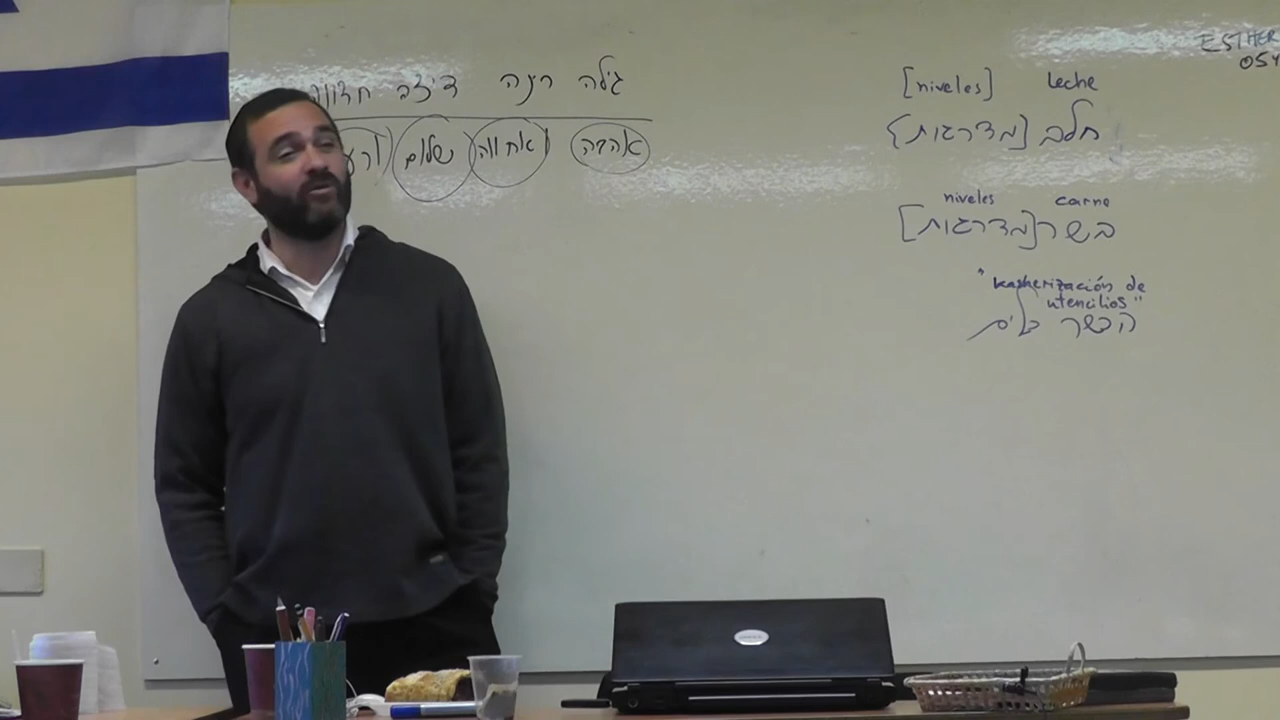 גילה רינה דיצה חדווה
אהבה אחווה שלום
ESTHER
054
[niveles] leche
חלב [מדרגות]
niveles carne
בשר [מדרגות]
"kasherización de
utencilios"
הכשר כלים